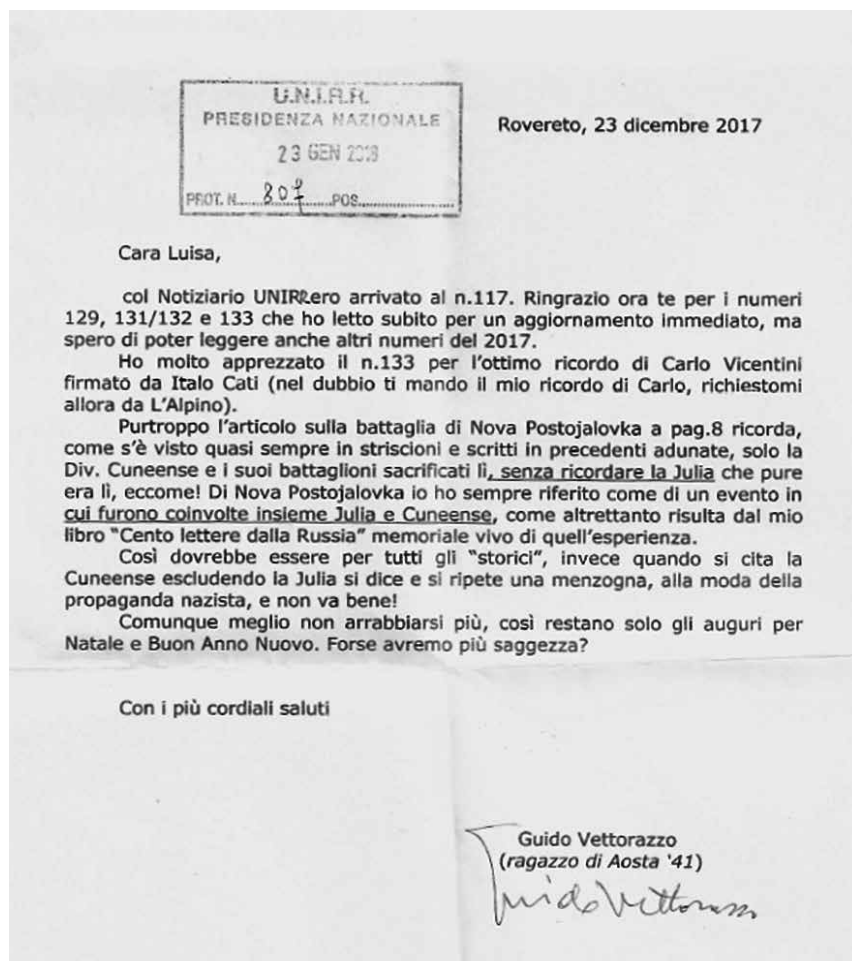 U.N.I.R.R.
PRESIDENZA NAZIONALE
23 GEN 2018
PROT. N. 807 POS.
Rovereto, 23 dicembre 2017
Cara Luisa,
col Notiziario UNIRRero arrivato al n.117. Ringrazio ora te per i numeri
129, 131/132 e 133 che ho letto subito per un aggiornamento immediato, ma
spero di poter leggere anche altri numeri del 2017.
Ho molto apprezzato il n.133 per l'ottimo ricordo di Carlo Vicentini
firmato da Italo Cati (nel dubbio ti mando il mio ricordo di Carlo, richiestomi
allora da L'Alpino).
Purtroppo l'articolo sulla battaglia di Nova Postojalovka a pag.8 ricorda,
come s'è visto quasi sempre in striscioni e scritti in precedenti adunate, solo la
Div. Cuneense e i suoi battaglioni sacrificati lì, senza ricordare la Julia che pure
era lì, eccome! Di Nova Postojalovka io ho sempre riferito come di un evento in
cui furono coinvolte insieme Julia e Cuneense, come altrettanto risulta dal mio
libro "Cento lettere dalla Russia" memoriale vivo di quell'esperienza.
Così dovrebbe essere per tutti gli "storici", invece quando si cita la
Cuneense escludendo la Julia si dice e si ripete una menzogna, alla moda della
propaganda nazista, e non va bene!
Comunque meglio non arrabbiarsi più, così restano solo gli auguri per
Natale e Buon Anno Nuovo. Forse avremo più saggezza?
Con i più cordiali saluti
Guido Vettorazzo
(ragazzo di Aosta '41)
Guido Vettorazzo